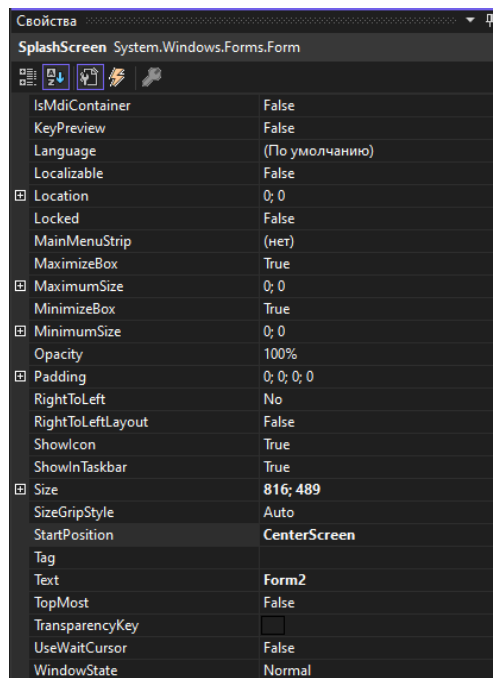 Свойства
SplashScreen System.Windows.Forms.Form
IsMdiContainer False
KeyPreview False
Language (По умолчанию)
Localizable False
Location 0; 0
Locked False
MainMenuStrip (нет)
MaximizeBox True
MaximumSize 0; 0
MinimizeBox True
MinimumSize 0; 0
Opacity 100%
Padding 0; 0; 0; 0
RightToLeft No
RightToLeftLayout False
ShowIcon True
ShowInTaskbar True
Size 816; 489
SizeGripStyle Auto
StartPosition CenterScreen
Tag
Text Form2
TopMost False
TransparencyKey
UseWaitCursor False
WindowState Normal